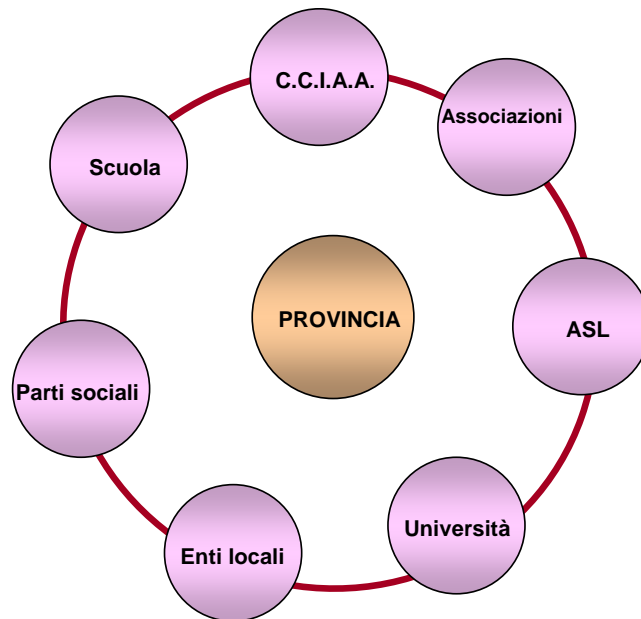 C.C.I.A.A.
Associazioni
Scuola
PROVINCIA
ASL
Parti sociali
Università
Enti locali